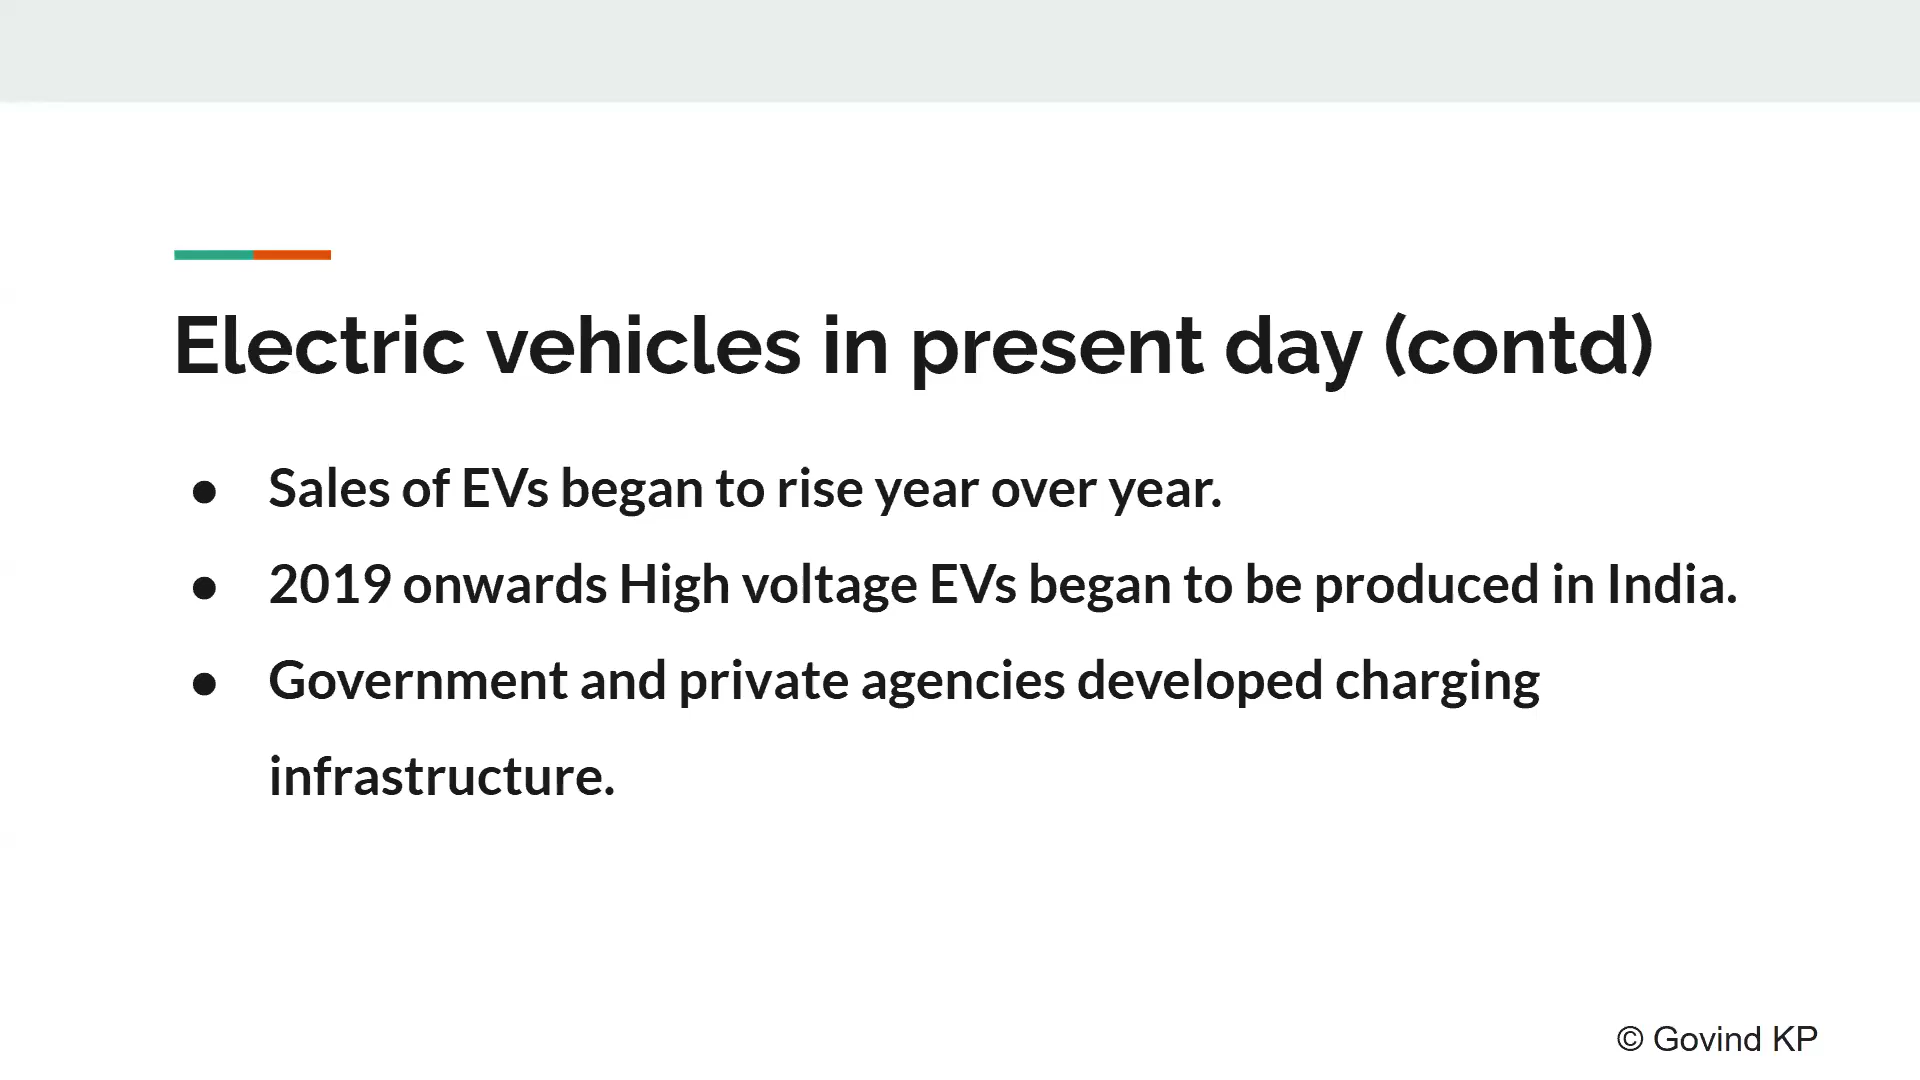 Electric vehicles in present day (contd)
● Sales of EVs began to rise year over year.
● 2019 onwards High voltage EVs began to be produced in India.
● Government and private agencies developed charging
infrastructure.
© Govind KP